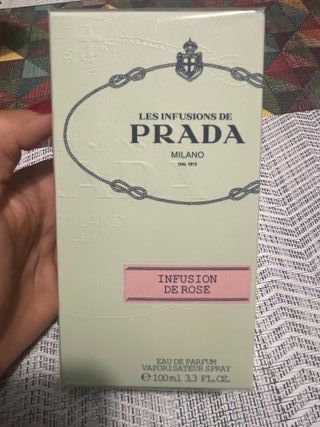 LES INFUSIONS DE
PRADA
MILANO
DAL 1913
INFUSION
DE ROSE
EAU DE PARFUM
VAPORISATEUR SPRAY
℮ 100ml 3.3 FL.OZ.